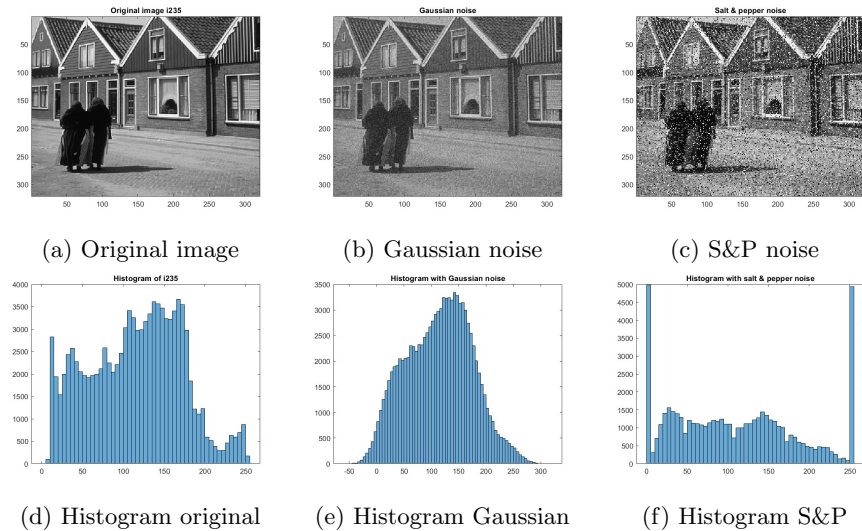 Original image i235
50
100
150
200
250
300
50 100 150 200 250 300
Gaussian noise
50
100
150
200
250
300
50 100 150 200 250 300
Salt & pepper noise
50
100
150
200
250
300
50 100 150 200 250 300
(a) Original image
(b) Gaussian noise
(c) S&P noise
Histogram of i235
4000
3500
3000
2500
2000
1500
1000
500
0
0 50 100 150 200 250
Histogram with Gaussian noise
3500
3000
2500
2000
1500
1000
500
0
-50 0 50 100 150 200 250 300
Histogram with salt & pepper noise
5000
4500
4000
3500
3000
2500
2000
1500
1000
500
0
0 50 100 150 200 250
(d) Histogram original
(e) Histogram Gaussian
(f) Histogram S&P